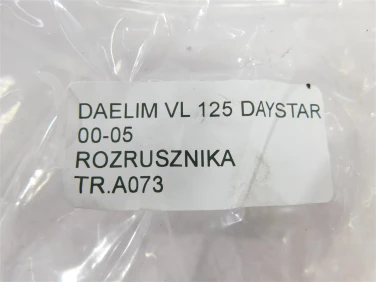 DAELIM VL 125 DAYSTAR
00-05
ROZRUSZNIKA
TR.A073